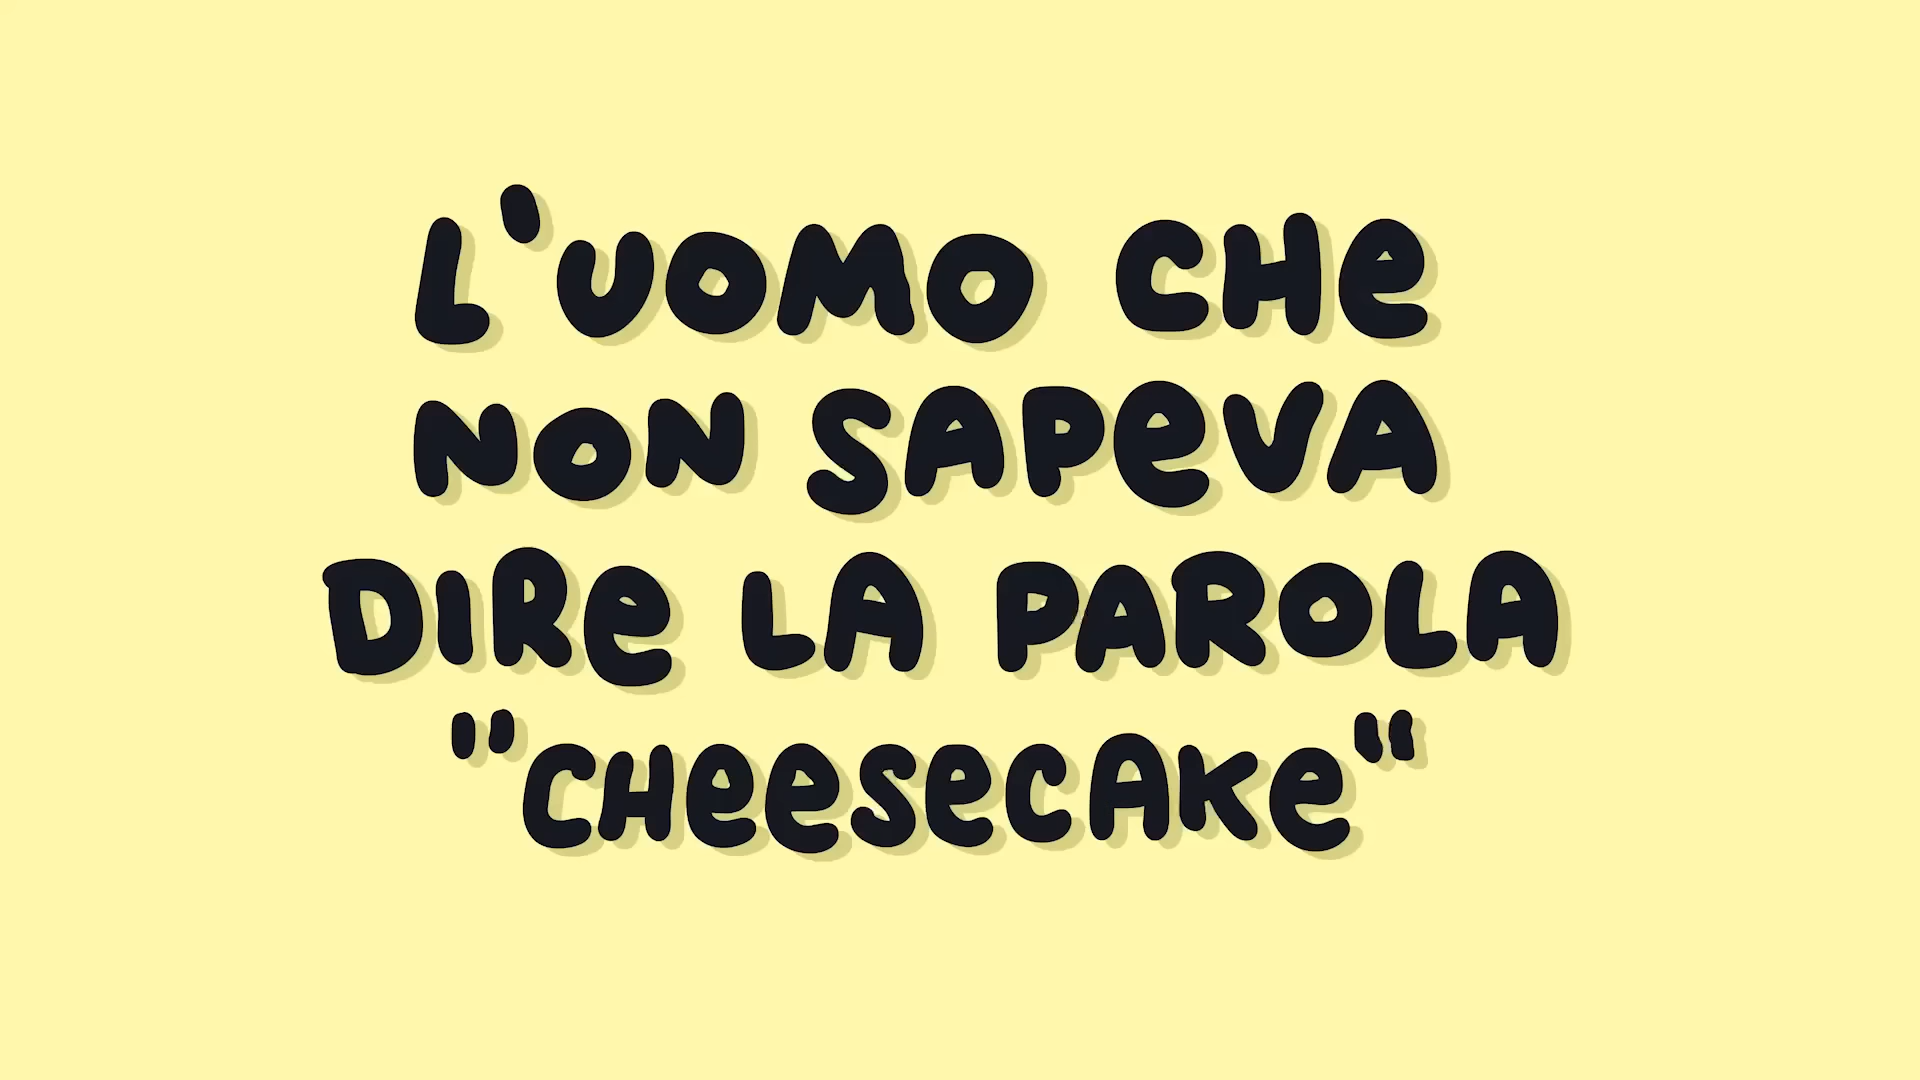 L'UOMO CHE
NON SAPEVA
DIRE LA PAROLA
"CHEESECAKE"